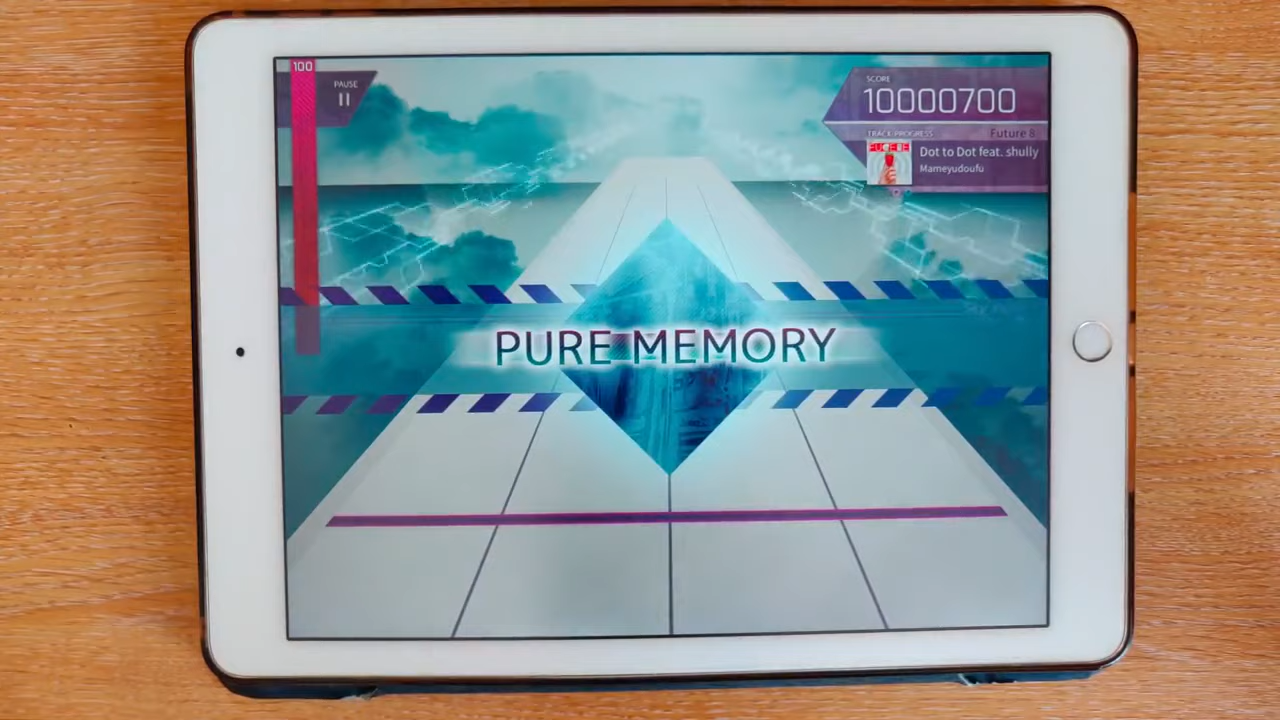 100
PAUSE
SCORE
10000700
TRACK PROGRESS
Future 8
Dot to Dot feat. shully
Mameyudoufu
PURE MEMORY